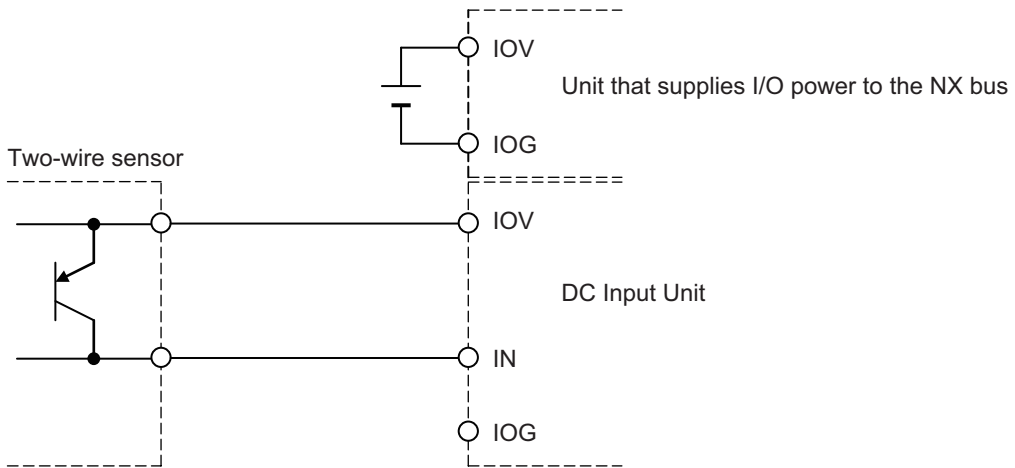 IOV
Unit that supplies I/O power to the NX bus
IOG
Two-wire sensor
IOV
DC Input Unit
IN
IOG